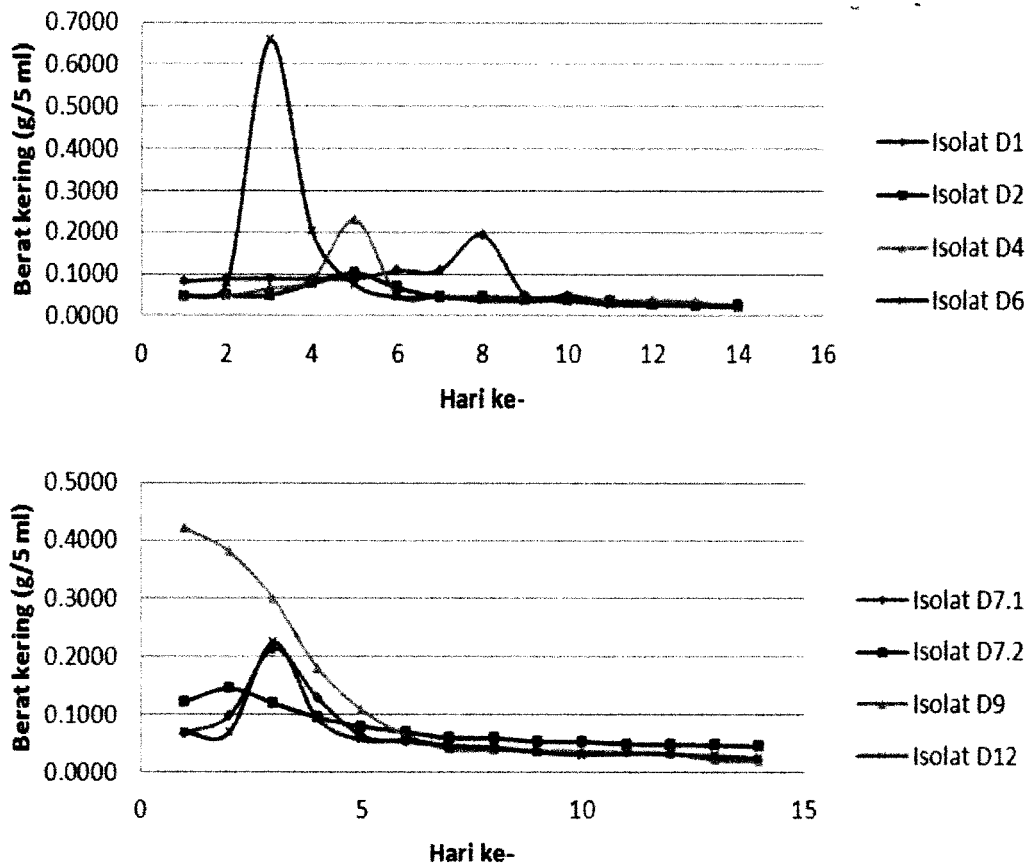 0.7000
0.6000
0.5000
0.4000
0.3000
0.2000
0.1000
0.0000
Berat kering (g/5 ml)
0 2 4 6 8 10 12 14 16
Hari ke-
Isolat D1
Isolat D2
Isolat D4
Isolat D6
0.5000
0.4000
0.3000
0.2000
0.1000
0.0000
Berat kering (g/5 ml)
0 5 10 15
Hari ke-
Isolat D7.1
Isolat D7.2
Isolat D9
Isolat D12